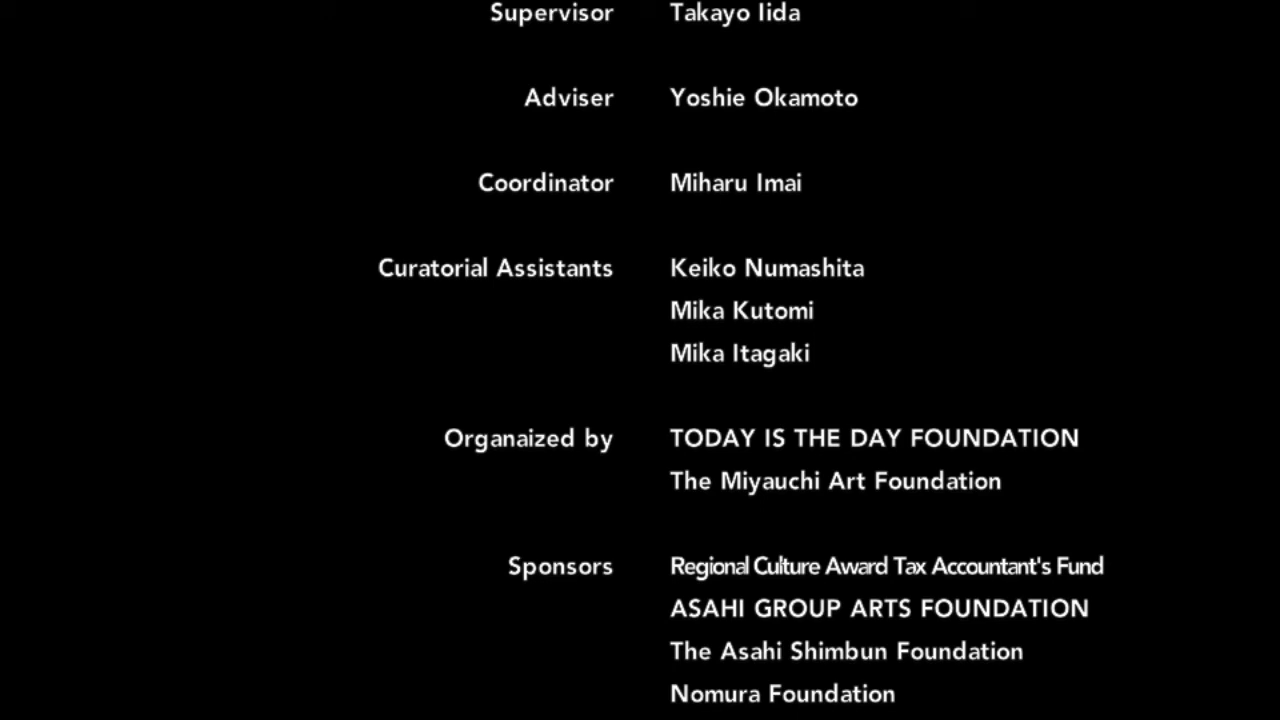 Supervisor Takayo Iida
Adviser Yoshie Okamoto
Coordinator Miharu Imai
Curatorial Assistants Keiko Numashita
Mika Kutomi
Mika Itagaki
Organaized by TODAY IS THE DAY FOUNDATION
The Miyauchi Art Foundation
Sponsors Regional Culture Award Tax Accountant's Fund
ASAHI GROUP ARTS FOUNDATION
The Asahi Shimbun Foundation
Nomura Foundation